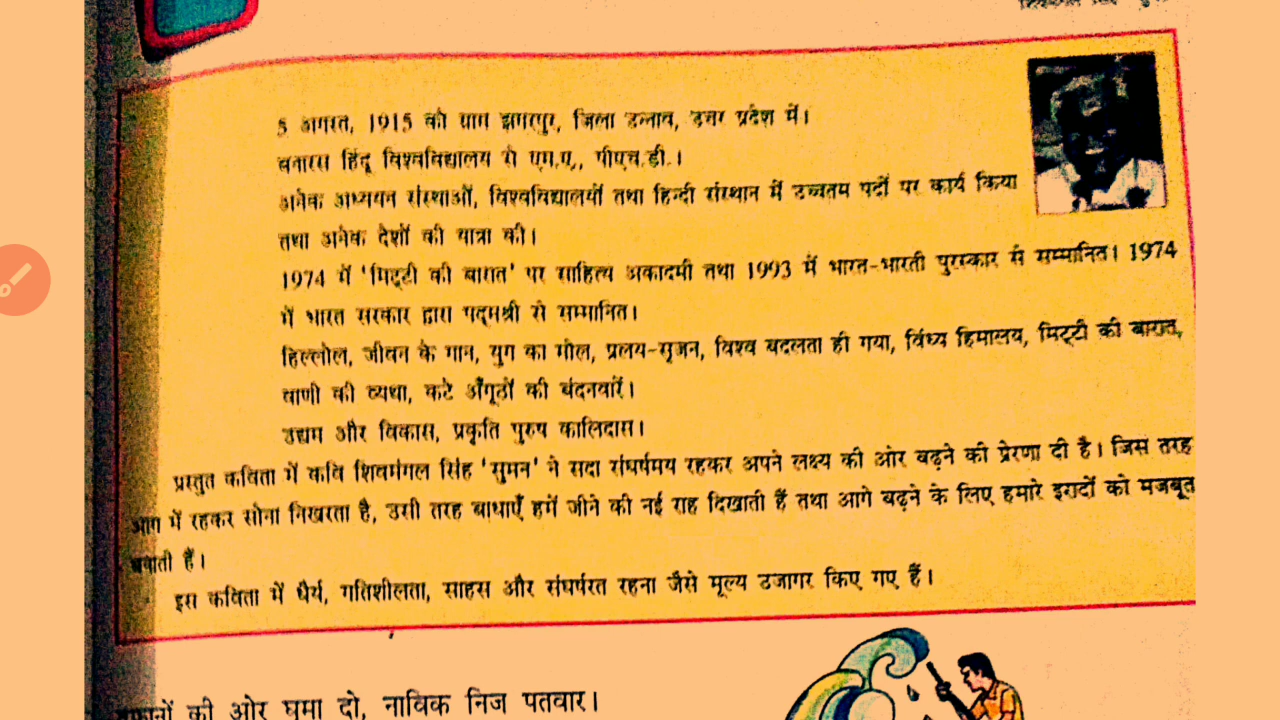 5 अगस्त, 1915 को ग्राम झगरपुर, जिला उन्नाव, उत्तर प्रदेश में।
बनारस हिंदू विश्वविद्यालय से एम.ए., पीएच.डी.।
अनेक अध्ययन संस्थाओं, विश्वविद्यालयों तथा हिन्दी संस्थान में उच्चतम पदों पर कार्य किया
तथा अनेक देशों की यात्रा की।
1974 में 'मिट्टी की बारात' पर साहित्य अकादमी तथा 1993 में भारत-भारती पुरस्कार से सम्मानित। 1974
में भारत सरकार द्वारा पद्मश्री से सम्मानित।
हिल्लोल, जीवन के गान, युग का मोल, प्रलय-सृजन, विश्व बदलता ही गया, विंध्य हिमालय, मिट्टी की बारात,
वाणी की व्यथा, कटे अँगूठों की बंदनवारें।
उद्यम और विकास, प्रकृति पुरुष कालिदास।
प्रस्तुत कविता में कवि शिवमंगल सिंह 'सुमन' ने सदा संघर्षमय रहकर अपने लक्ष्य की ओर बढ़ने की प्रेरणा दी है। जिस तरह
आग में रहकर सोना निखरता है, उसी तरह बाधाएँ हमें जीने की नई राह दिखाती हैं तथा आगे बढ़ने के लिए हमारे इरादों को मजबूत
बनाती हैं।
इस कविता में धैर्य, गतिशीलता, साहस और संघर्षरत रहना जैसे मूल्य उजागर किए गए हैं।
की ओर घुमा दो, नाविक निज पतवार।